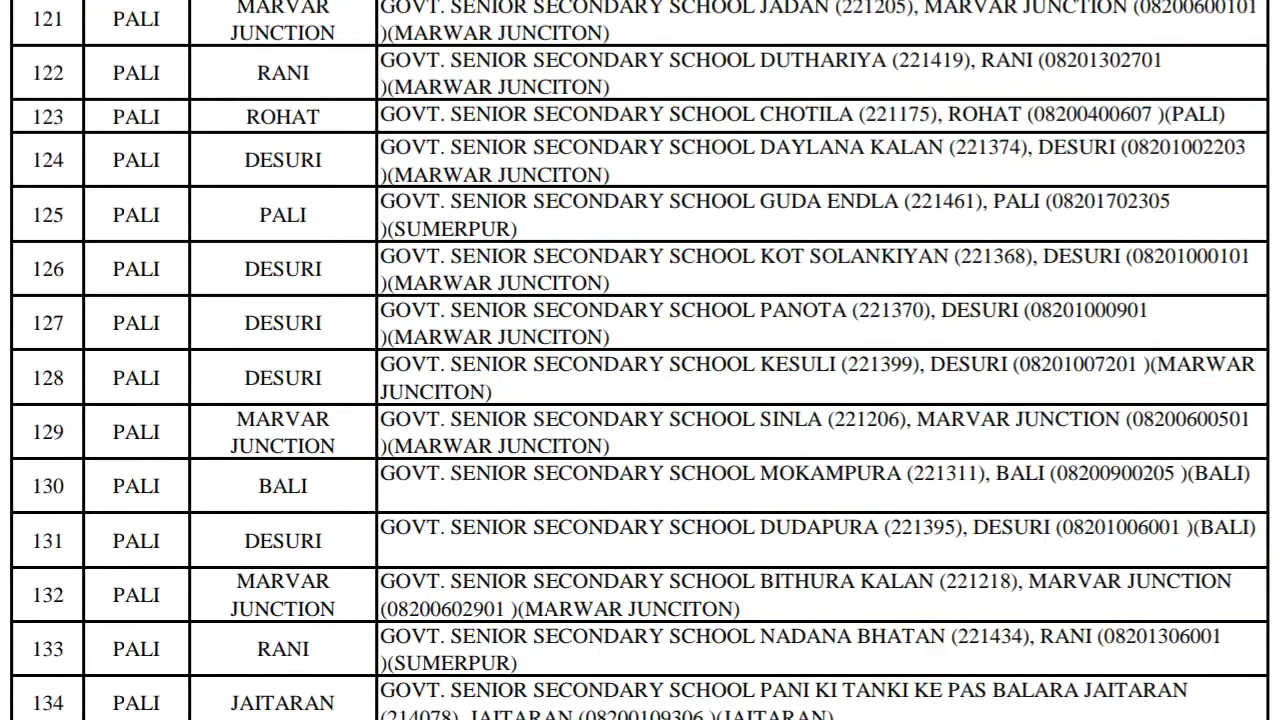 121 PALI MARVAR JUNCTION GOVT. SENIOR SECONDARY SCHOOL JADAN (221205), MARVAR JUNCTION (08200600101
)(MARWAR JUNCITON)
122 PALI RANI GOVT. SENIOR SECONDARY SCHOOL DUTHARIYA (221419), RANI (08201302701
)(MARWAR JUNCITON)
123 PALI ROHAT GOVT. SENIOR SECONDARY SCHOOL CHOTILA (221175), ROHAT (08200400607 )(PALI)
124 PALI DESURI GOVT. SENIOR SECONDARY SCHOOL DAYLANA KALAN (221374), DESURI (08201002203
)(MARWAR JUNCITON)
125 PALI PALI GOVT. SENIOR SECONDARY SCHOOL GUDA ENDLA (221461), PALI (08201702305
)(SUMERPUR)
126 PALI DESURI GOVT. SENIOR SECONDARY SCHOOL KOT SOLANKIYAN (221368), DESURI (08201000101
)(MARWAR JUNCITON)
127 PALI DESURI GOVT. SENIOR SECONDARY SCHOOL PANOTA (221370), DESURI (08201000901
)(MARWAR JUNCITON)
128 PALI DESURI GOVT. SENIOR SECONDARY SCHOOL KESULI (221399), DESURI (08201007201 )(MARWAR
JUNCITON)
129 PALI MARVAR JUNCTION GOVT. SENIOR SECONDARY SCHOOL SINLA (221206), MARVAR JUNCTION (08200600501
)(MARWAR JUNCITON)
130 PALI BALI GOVT. SENIOR SECONDARY SCHOOL MOKAMPURA (221311), BALI (08200900205 )(BALI)
131 PALI DESURI GOVT. SENIOR SECONDARY SCHOOL DUDAPURA (221395), DESURI (08201006001 )(BALI)
132 PALI MARVAR JUNCTION GOVT. SENIOR SECONDARY SCHOOL BITHURA KALAN (221218), MARVAR JUNCTION
(08200602901 )(MARWAR JUNCITON)
133 PALI RANI GOVT. SENIOR SECONDARY SCHOOL NADANA BHATAN (221434), RANI (08201306001
)(SUMERPUR)
134 PALI JAITARAN GOVT. SENIOR SECONDARY SCHOOL PANI KI TANKI KE PAS BALARA JAITARAN
(214078), JAITARAN (08200109306 )(JAITARAN)